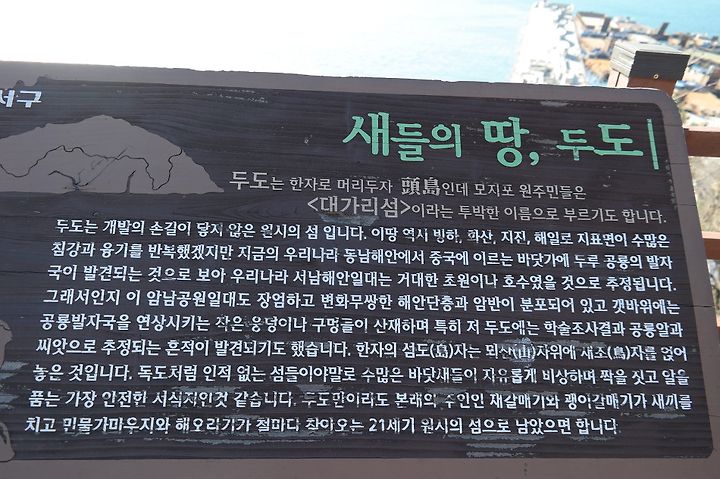 서구
새들의 땅, 두도
두도는 한자로 머리두자 頭島인데 모지포 원주민들은
<대가리섬>이라는 투박한 이름으로 부르기도 합니다.
두도는 개발의 손길이 닿지 않은 원시의 섬 입니다. 이땅 역시 빙하, 화산, 지진, 해일로 지표면이 수많은
침강과 융기를 반복했겠지만 지금의 우리나라 동남해안에서 중국에 이르는 바닷가에 두루 공룡의 발자
국이 발견되는 것으로 보아 우리나라 서남해안일대는 거대한 초원이나 호수였을 것으로 추정됩니다.
그래서인지 이 암남공원일대도 장엄하고 변화무쌍한 해안단층과 암반이 분포되어 있고 갯바위에는
공룡발자국을 연상시키는 작은 웅덩이나 구멍들이 산재하며 특히 저 두도에는 학술조사결과 공룡알과
씨앗으로 추정되는 흔적이 발견되기도 했습니다. 한자의 섬도(島)자는 뫼산(山)자위에 새조(鳥)자를 얹어
놓은 것입니다. 독도처럼 인적 없는 섬들이야말로 수많은 바닷새들이 자유롭게 비상하며 짝을 짓고 알을
품는 가장 안전한 서식지인것 같습니다. 두도만이라도 본래의 주인인 재갈매기와 괭이갈매기가 새끼를
치고 민물가마우지와 해오리기가 철마다 찾아오는 21세기 원시의 섬으로 남았으면 합니다.